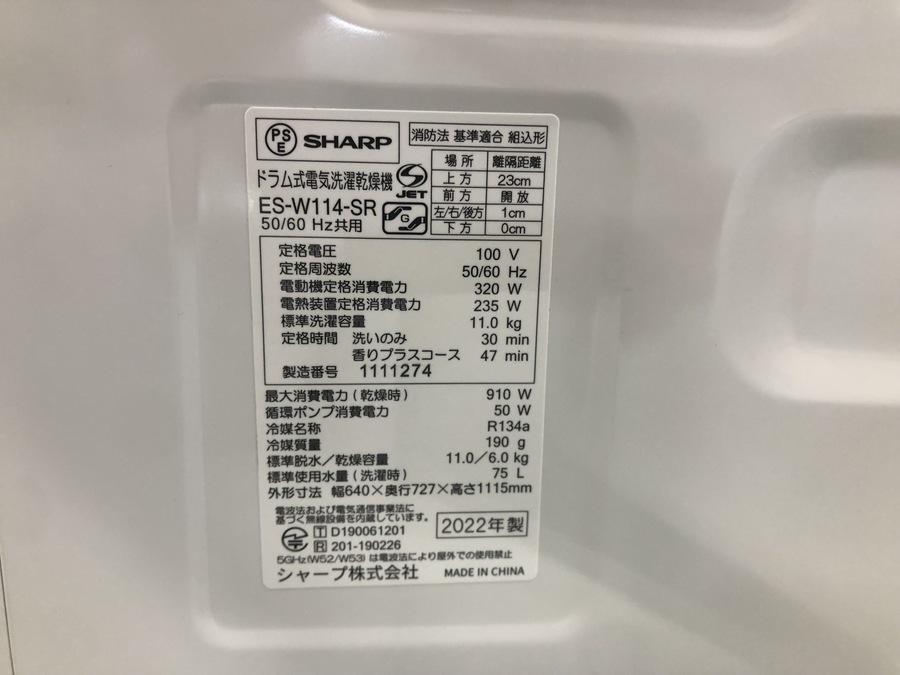 PSE SHARP
消防法 基準適合 組込形
ドラム式電気洗濯乾燥機
JET
ES-W114-SR
G
50/60 Hz共用
場所 離隔距離
上方 23cm
前方 開放
左/右/後方 1cm
下方 0cm
定格電圧 100 V
定格周波数 50/60 Hz
電動機定格消費電力 320 W
電熱装置定格消費電力 235 W
標準洗濯容量 11.0 kg
定格時間 洗いのみ 30 min
香りプラスコース 47 min
製造番号 1111274
最大消費電力(乾燥時) 910 W
循環ポンプ消費電力 50 W
冷媒名称 R134a
冷媒質量 190 g
標準脱水/乾燥容量 11.0/6.0 kg
標準使用水量(洗濯時) 75 L
外形寸法 幅640×奥行727×高さ1115mm
電波法および電気通信事業法に
基づく無線設備を内蔵しています。
T D190061201
R 201-190226
2022年製
5GHz(W52/W53)は電波法により屋外での使用禁止
シャープ株式会社 MADE IN CHINA